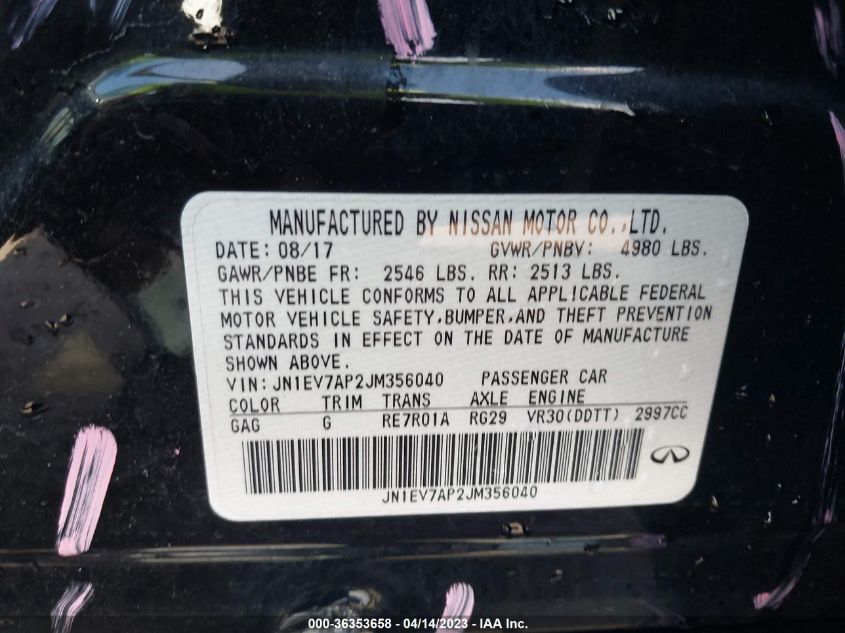 MANUFACTURED BY NISSAN MOTOR CO.,LTD.
DATE: 08/17 GVWR/PNBV: 4980 LBS.
GAWR/PNBE FR: 2546 LBS. RR: 2513 LBS.
THIS VEHICLE CONFORMS TO ALL APPLICABLE FEDERAL
MOTOR VEHICLE SAFETY,BUMPER,AND THEFT PREVENTION
STANDARDS IN EFFECT ON THE DATE OF MANUFACTURE
SHOWN ABOVE.
VIN:JN1EV7AP2JM356040 PASSENGER CAR
COLOR TRIM TRANS AXLE ENGINE
GAG G RE7R01A RG29 VR30(DDTT) 2997CC
JN1EV7AP2JM356040
000-36353658 - 04/14/2023 - IAA Inc.